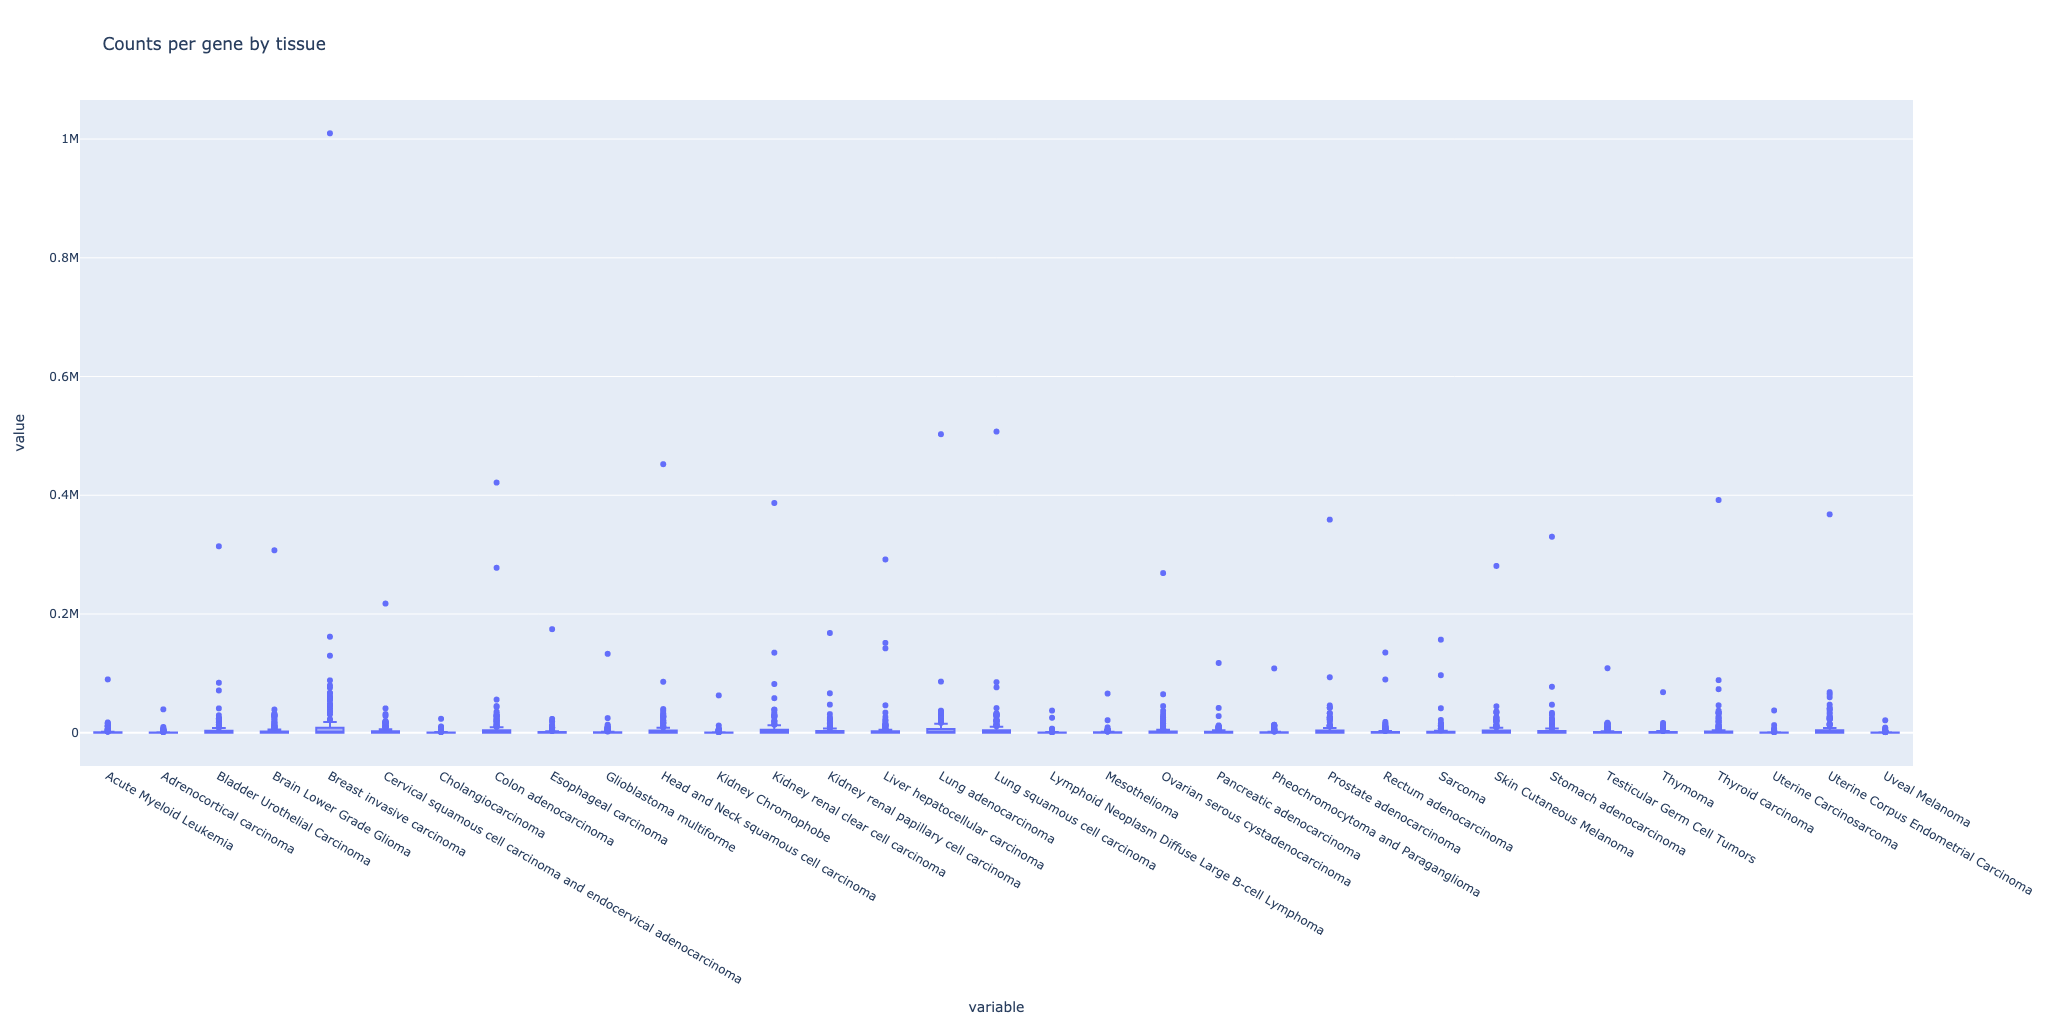 Counts per gene by tissue
1M
0.8M
0.6M
0.4M
0.2M
0
value
Acute Myeloid Leukemia
Adrenocortical carcinoma
Bladder Urothelial Carcinoma
Brain Lower Grade Glioma
Breast invasive carcinoma
Cervical squamous cell carcinoma and endocervical adenocarcinoma
Cholangiocarcinoma
Colon adenocarcinoma
Esophageal carcinoma
Glioblastoma multiforme
Head and Neck squamous cell carcinoma
Kidney Chromophobe
Kidney renal clear cell carcinoma
Kidney renal papillary cell carcinoma
Liver hepatocellular carcinoma
Lung adenocarcinoma
Lung squamous cell carcinoma
Lymphoid Neoplasm Diffuse Large B-cell Lymphoma
Mesothelioma
Ovarian serous cystadenocarcinoma
Pancreatic adenocarcinoma
Pheochromocytoma and Paraganglioma
Prostate adenocarcinoma
Rectum adenocarcinoma
Sarcoma
Skin Cutaneous Melanoma
Stomach adenocarcinoma
Testicular Germ Cell Tumors
Thymoma
Thyroid carcinoma
Uterine Carcinosarcoma
Uterine Corpus Endometrial Carcinoma
Uveal Melanoma
variable